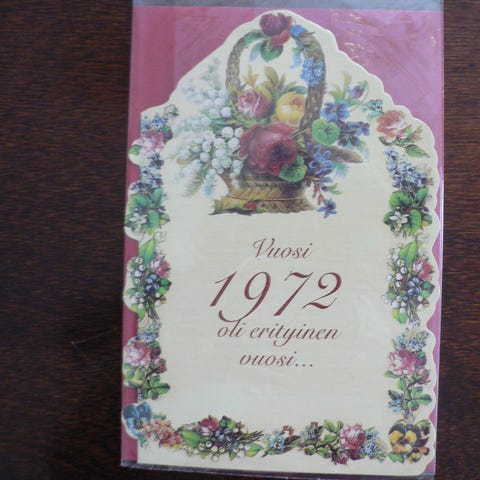 Vuosi
1972
oli erityinen
vuosi...